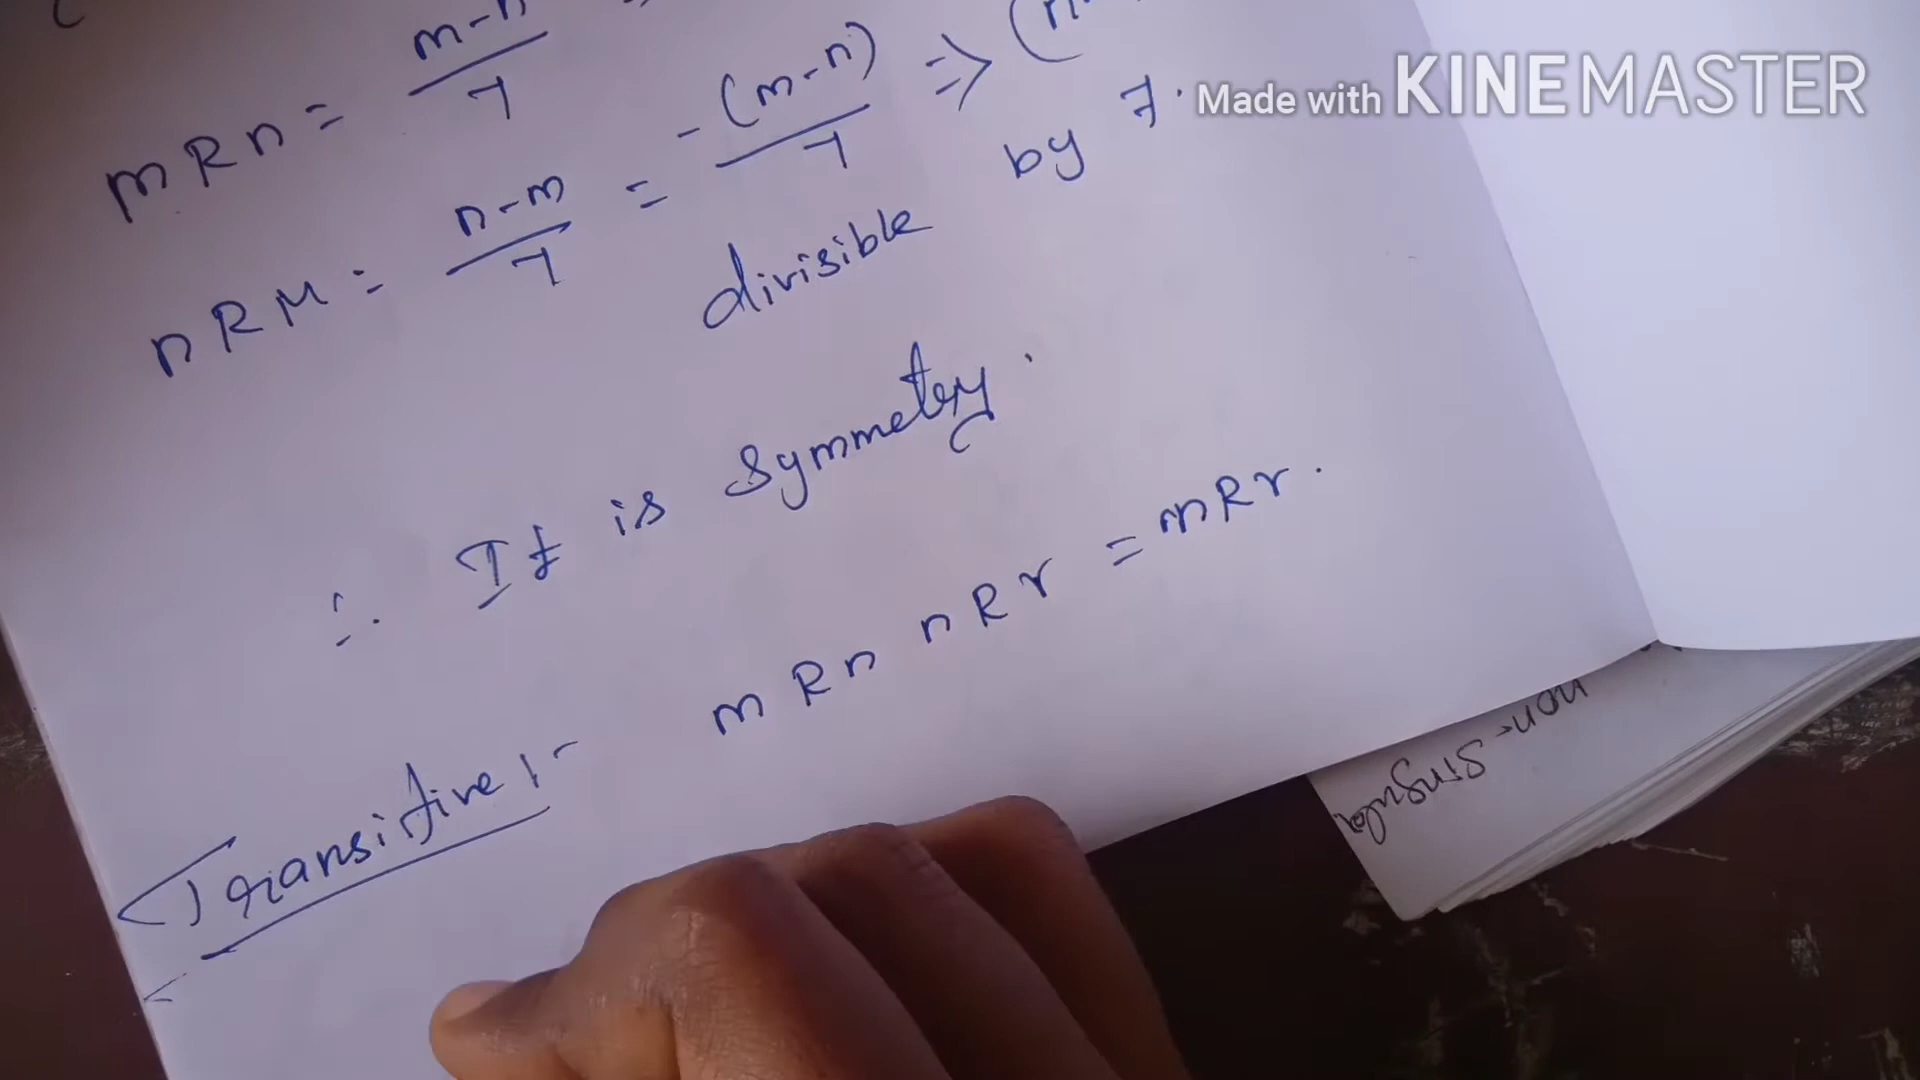 mRn = m-n / 7
nRM = n-m / 7 = -(m-n) / 7 =>
divisible by 7.
∴ It is Symmetry.
Transitive :- mRn nRr = mRr.
non-singular
Made with KINEMASTER